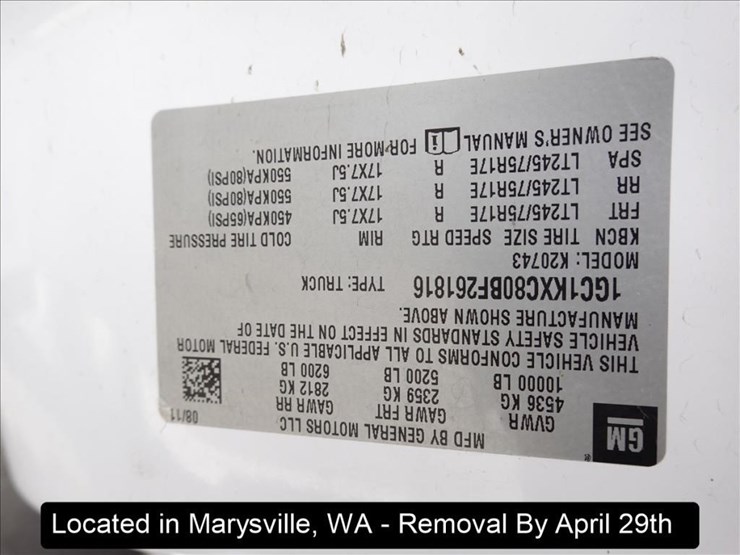 MFD BY GENERAL MOTORS LLC 08/11
GM
GVWR GAWR FRT GAWR RR
4536 KG 2359 KG 2812 KG
10000 LB 5200 LB 6200 LB
THIS VEHICLE CONFORMS TO ALL APPLICABLE U.S. FEDERAL MOTOR
VEHICLE SAFETY STANDARDS IN EFFECT ON THE DATE OF
MANUFACTURE SHOWN ABOVE.
1GC1KXC80BF261816 TYPE: TRUCK
MODEL: K20743
KBCN TIRE SIZE SPEED RTG RIM COLD TIRE PRESSURE
FRT LT245/75R17E R 17X7.5J 450KPA(65PSI)
RR LT245/75R17E R 17X7.5J 550KPA(80PSI)
SPA LT245/75R17E R 17X7.5J 550KPA(80PSI)
SEE OWNER'S MANUAL FOR MORE INFORMATION.
Located in Marysville, WA - Removal By April 29th